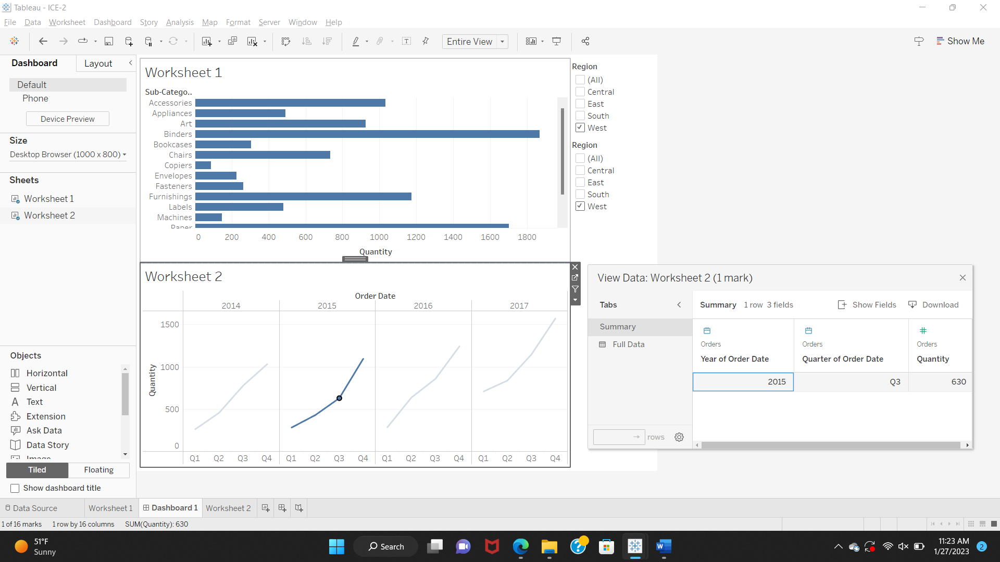 Tableau - ICE-2
File Data Worksheet Dashboard Story Analysis Map Format Server Window Help
Entire View
Show Me
Dashboard Layout
Default
Phone
Device Preview
Size
Desktop Browser (1000 x 800)
Sheets
Worksheet 1
Worksheet 2
Objects
Horizontal
Vertical
Text
Extension
Ask Data
Data Story
Image
Tiled Floating
Show dashboard title
Worksheet 1
Sub-Catego..
Accessories
Appliances
Art
Binders
Bookcases
Chairs
Copiers
Envelopes
Fasteners
Furnishings
Labels
Machines
Paper
0 200 400 600 800 1000 1200 1400 1600 1800
Quantity
Region
(All)
Central
East
South
West
Region
(All)
Central
East
South
West
Worksheet 2
Order Date
2014 2015 2016 2017
Quantity
1500
1000
500
0
Q1 Q2 Q3 Q4 Q1 Q2 Q3 Q4 Q1 Q2 Q3 Q4 Q1 Q2 Q3 Q4
View Data: Worksheet 2 (1 mark)
Tabs
Summary
Full Data
rows
Summary 1 row 3 fields Show Fields Download
Orders Orders Orders
Year of Order Date Quarter of Order Date Quantity
2015 Q3 630
Data Source Worksheet 1 Dashboard 1 Worksheet 2
1 of 16 marks 1 row by 16 columns SUM(Quantity): 630
51°F
Sunny
Search
11:23 AM
1/27/2023
2